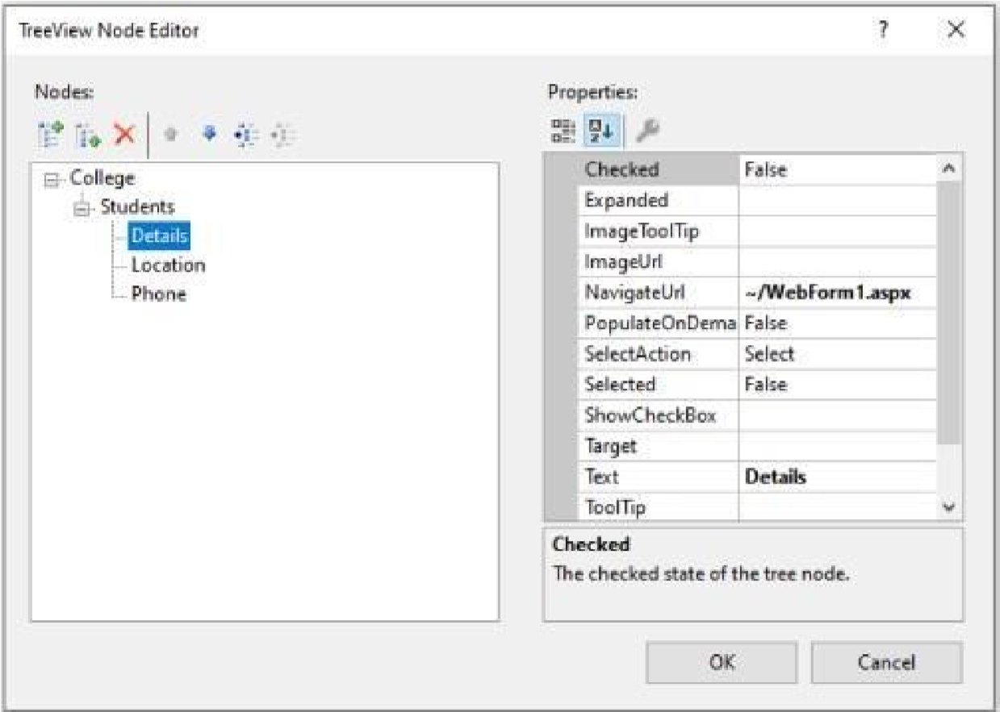 TreeView Node Editor ? ×
Nodes:
College
Students
Details
Location
Phone
Properties:
Checked False
Expanded
ImageToolTip
ImageUrl
NavigateUrl ~/WebForm1.aspx
PopulateOnDema False
SelectAction Select
Selected False
ShowCheckBox
Target
Text Details
ToolTip
Checked
The checked state of the tree node.
OK Cancel